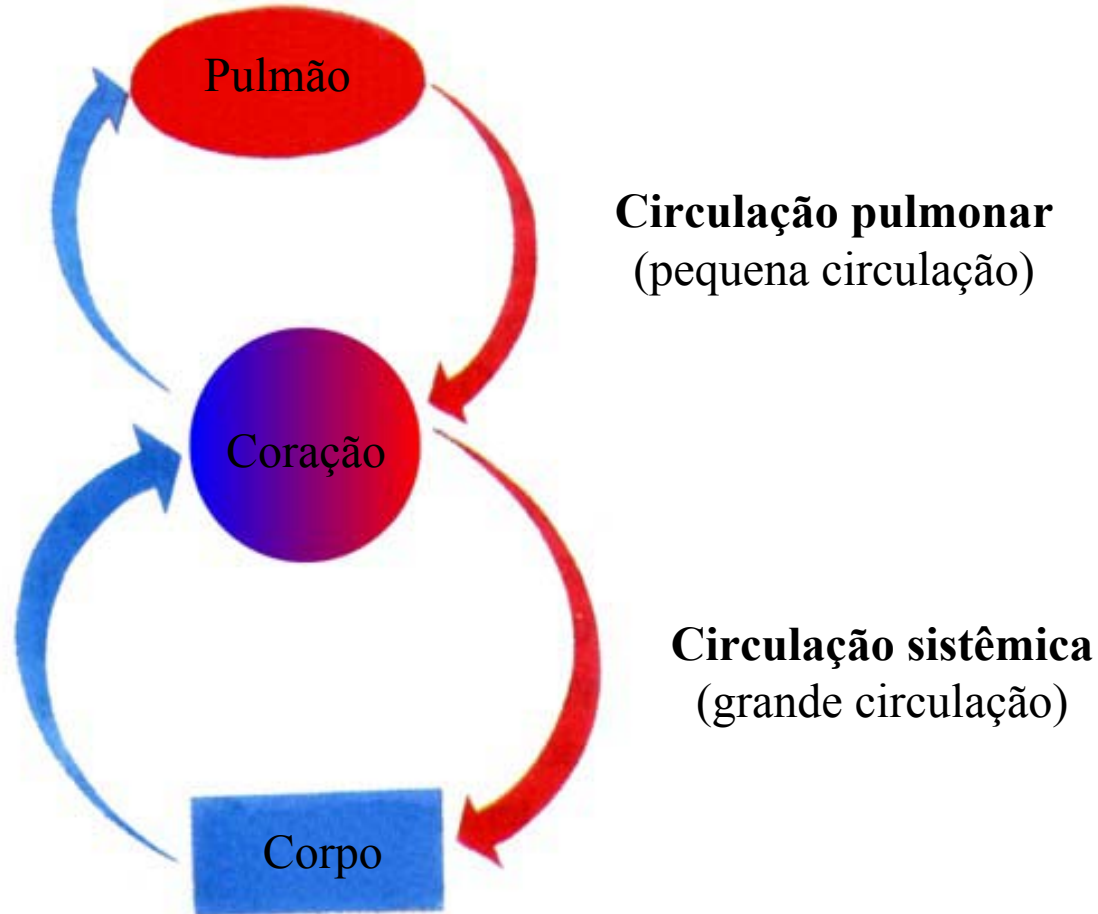 Pulmão
Circulação pulmonar
(pequena circulação)
Coração
Circulação sistêmica
(grande circulação)
Corpo